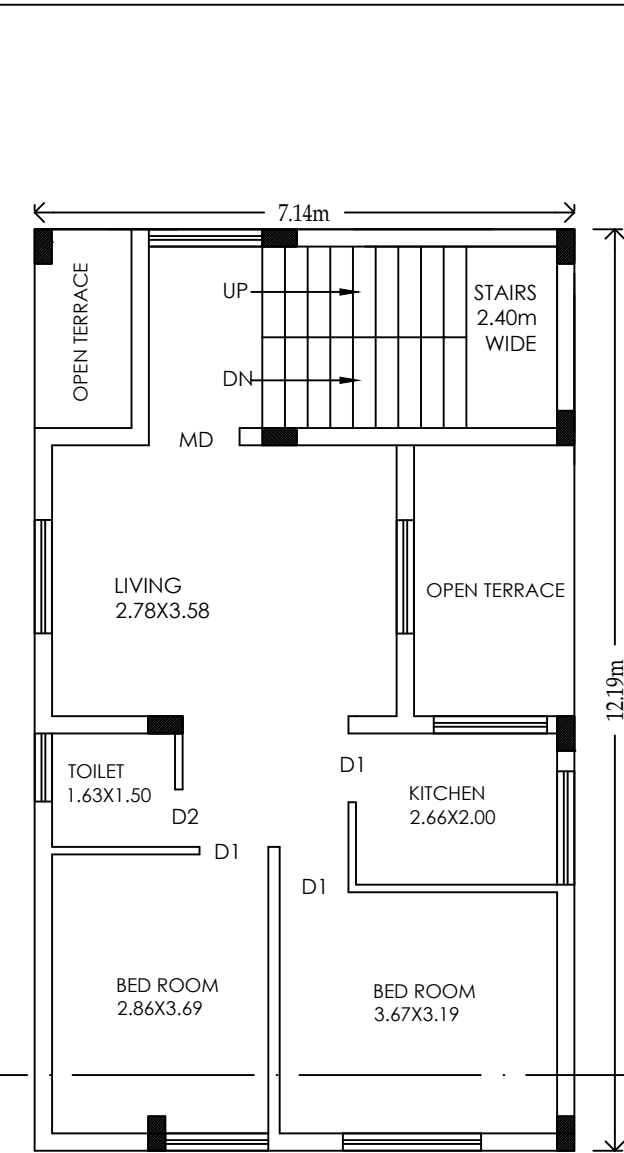 7.14m
OPEN TERRACE
UP
STAIRS
2.40m
WIDE
DN
MD
LIVING
2.78X3.58
OPEN TERRACE
12.19m
D1
TOILET
1.63X1.50
KITCHEN
2.66X2.00
D2
D1
D1
BED ROOM
2.86X3.69
BED ROOM
3.67X3.19